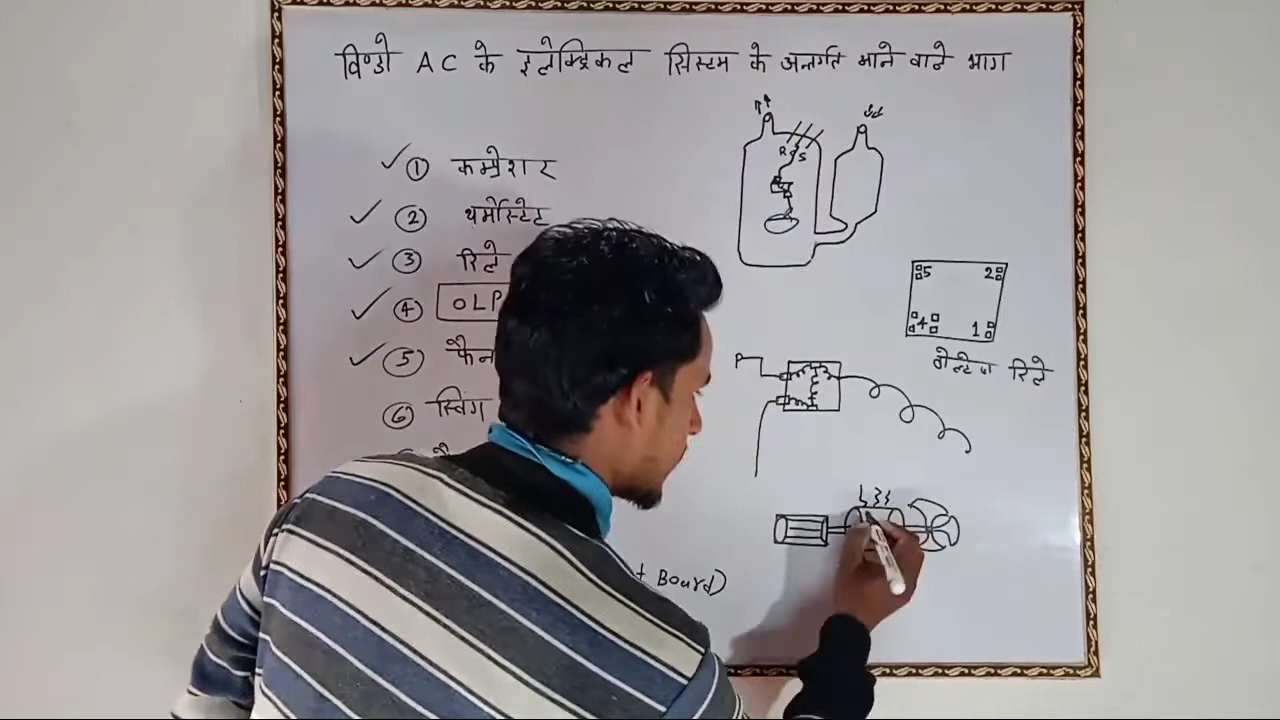 विण्डो AC के इलेक्ट्रिकल सिस्टम के अन्तर्गत आने वाले भाग
① कम्प्रेशर
② थर्मोस्टेट
③ रिले
④ OLP
⑤ फैन
⑥ स्विंग
R C S
5 2
4 1
वोल्टेज रिले
P
Board)